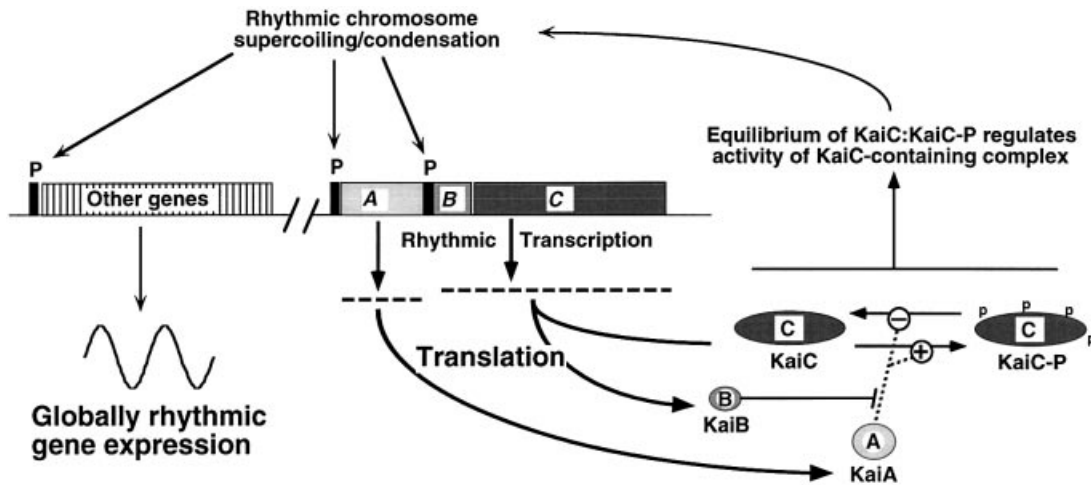 Rhythmic chromosome
supercoiling/condensation
Equilibrium of KaiC:KaiC-P regulates
activity of KaiC-containing complex
P
P
P
Other genes
A
B
C
Rhythmic
Transcription
Translation
Globally rhythmic
gene expression
C
KaiC
−
+
p
p
p
p
C
KaiC-P
B
KaiB
A
KaiA